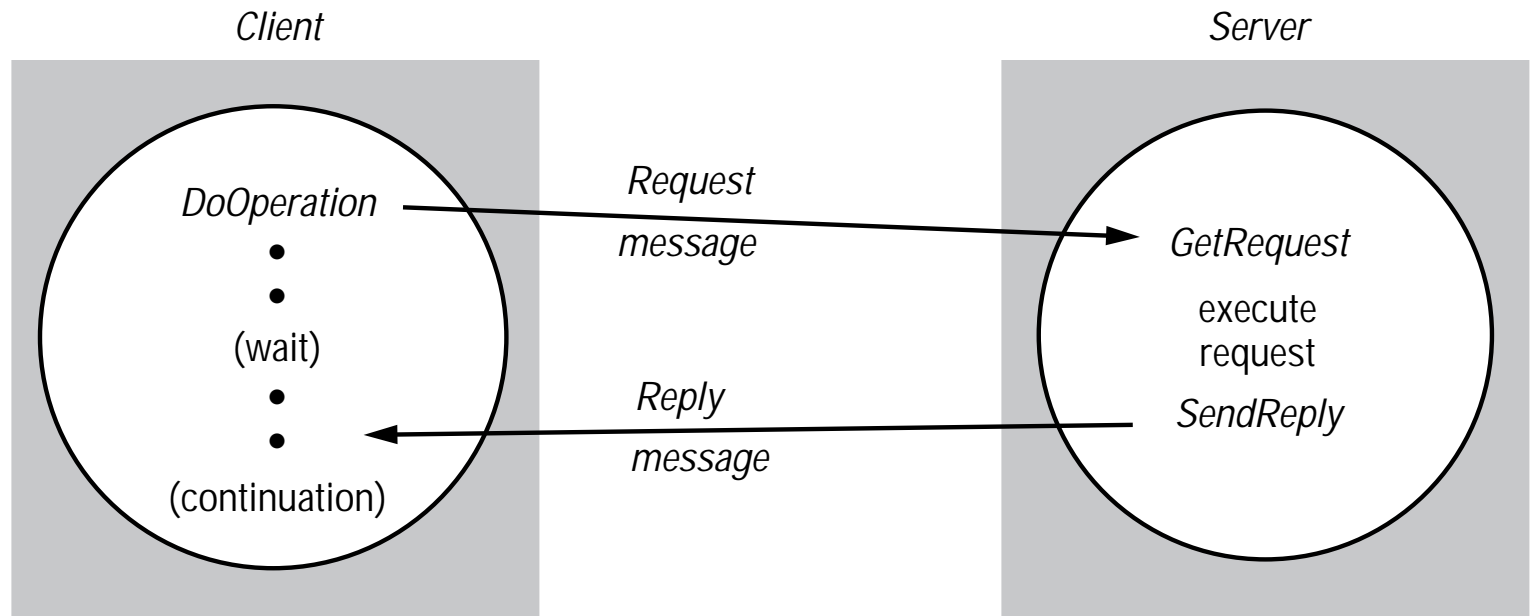 Client
Server
DoOperation
(wait)
(continuation)
Request
message
Reply
message
GetRequest
execute
request
SendReply